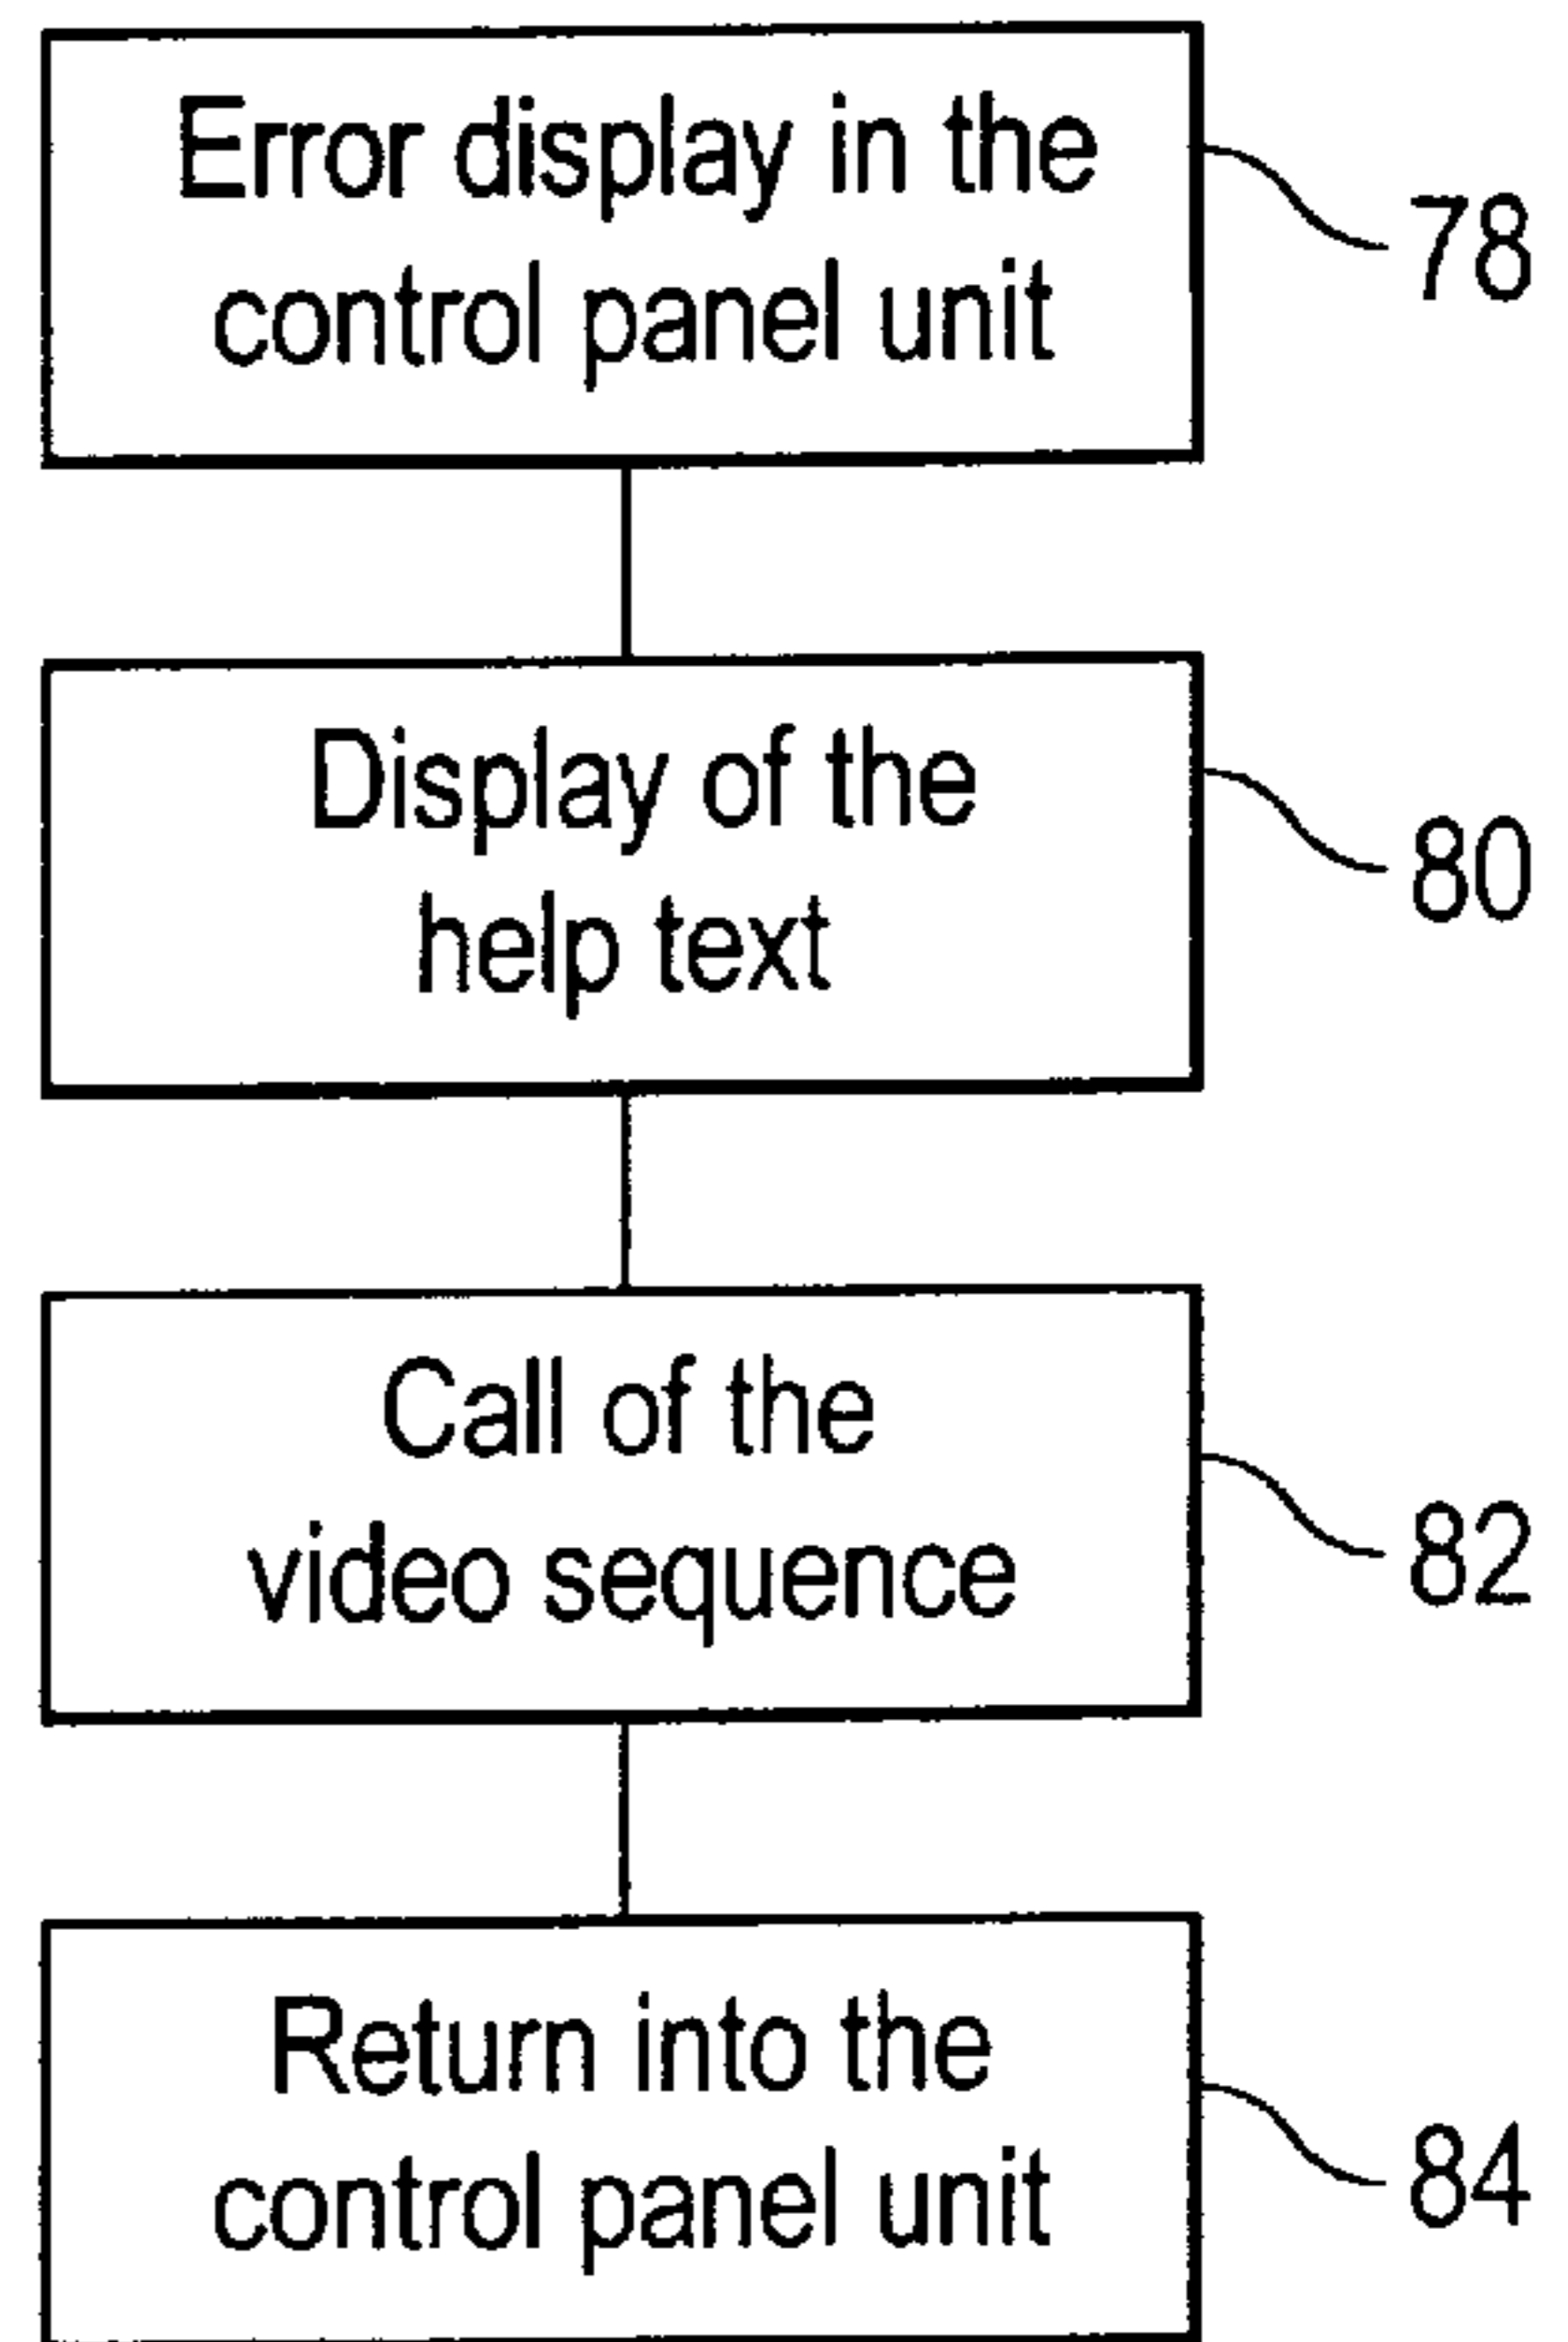 Error display in the
control panel unit
78
Display of the
help text
80
Call of the
video sequence
82
Return into the
control panel unit
84